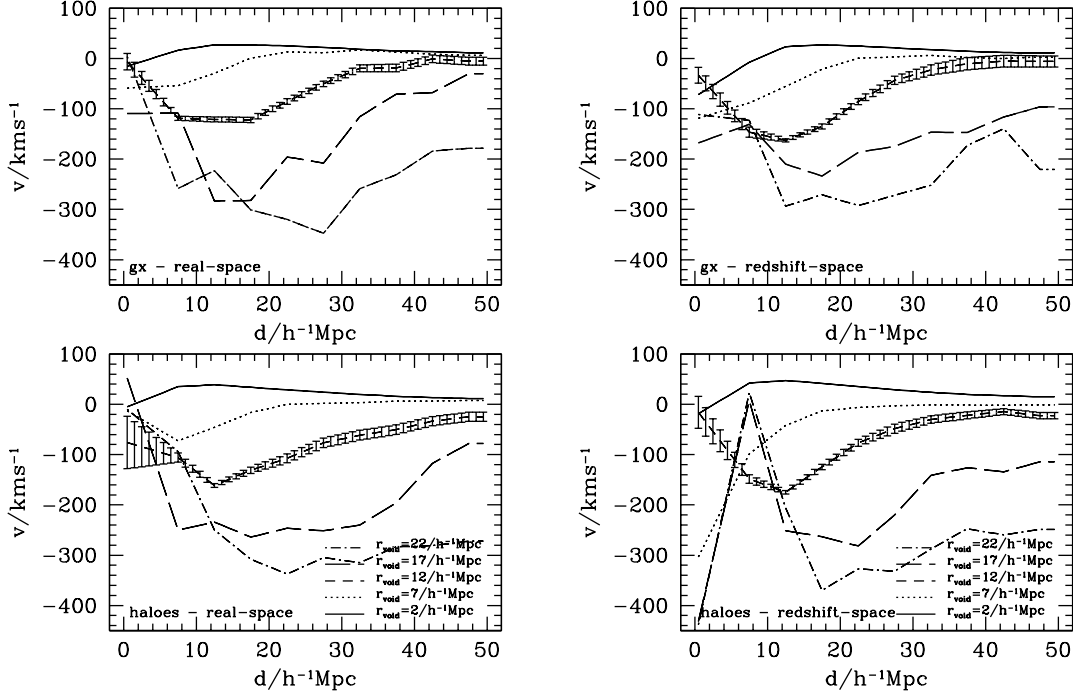 100
0
−100
−200
−300
−400
v/kms⁻¹
gx − real−space
0 10 20 30 40 50
d/h⁻¹Mpc
100
0
−100
−200
−300
−400
v/kms⁻¹
gx − redshift−space
0 10 20 30 40 50
d/h⁻¹Mpc
100
0
−100
−200
−300
−400
v/kms⁻¹
r_void=22/h⁻¹Mpc
r_void=17/h⁻¹Mpc
r_void=12/h⁻¹Mpc
r_void=7/h⁻¹Mpc
r_void=2/h⁻¹Mpc
haloes − real−space
0 10 20 30 40 50
d/h⁻¹Mpc
100
0
−100
−200
−300
−400
v/kms⁻¹
r_void=22/h⁻¹Mpc
r_void=17/h⁻¹Mpc
r_void=12/h⁻¹Mpc
r_void=7/h⁻¹Mpc
r_void=2/h⁻¹Mpc
haloes − redshift−space
0 10 20 30 40 50
d/h⁻¹Mpc